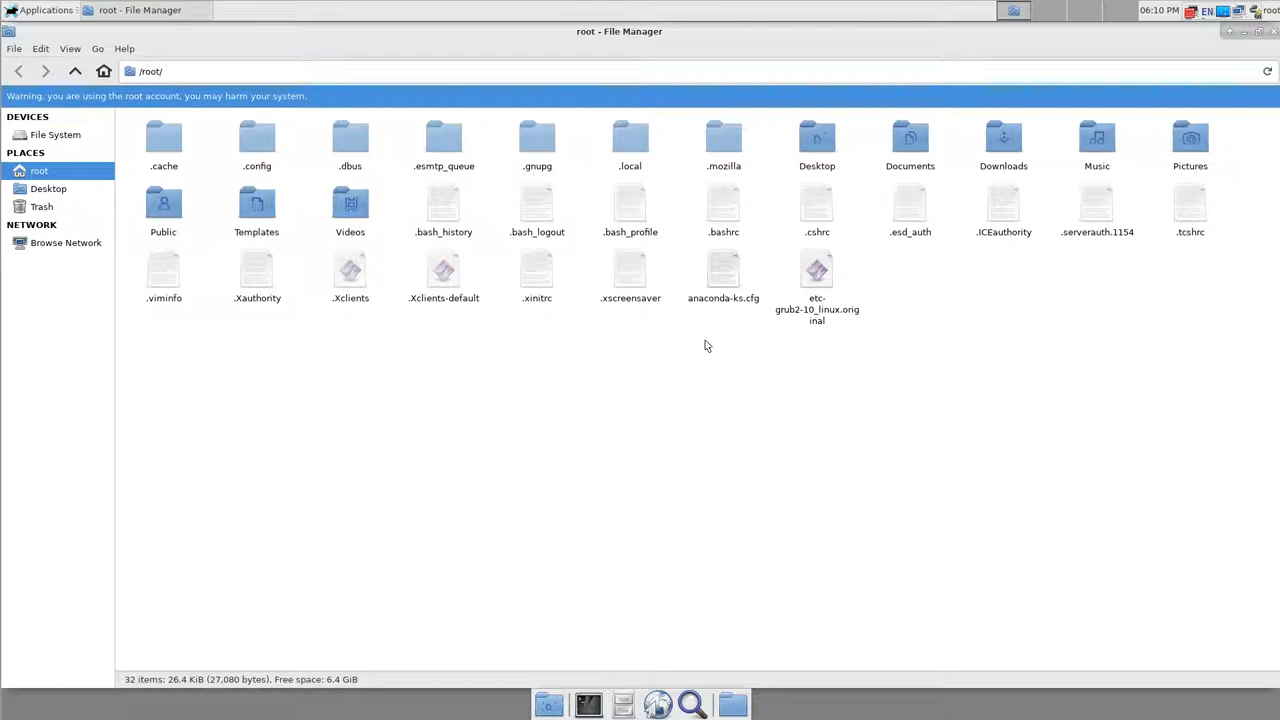 Applications
root - File Manager
06:10 PM
EN
root
root - File Manager
File Edit View Go Help
/root/
Warning, you are using the root account, you may harm your system.
DEVICES
File System
PLACES
root
Desktop
Trash
NETWORK
Browse Network
.cache
.config
.dbus
.esmtp_queue
.gnupg
.local
.mozilla
Desktop
Documents
Downloads
Music
Pictures
Public
Templates
Videos
.bash_history
.bash_logout
.bash_profile
.bashrc
.cshrc
.esd_auth
.ICEauthority
.serverauth.1154
.tcshrc
.viminfo
.Xauthority
.Xclients
.Xclients-default
.xinitrc
.xscreensaver
anaconda-ks.cfg
etc-
grub2-10_linux.orig
inal
32 items: 26.4 KiB (27,080 bytes), Free space: 6.4 GiB